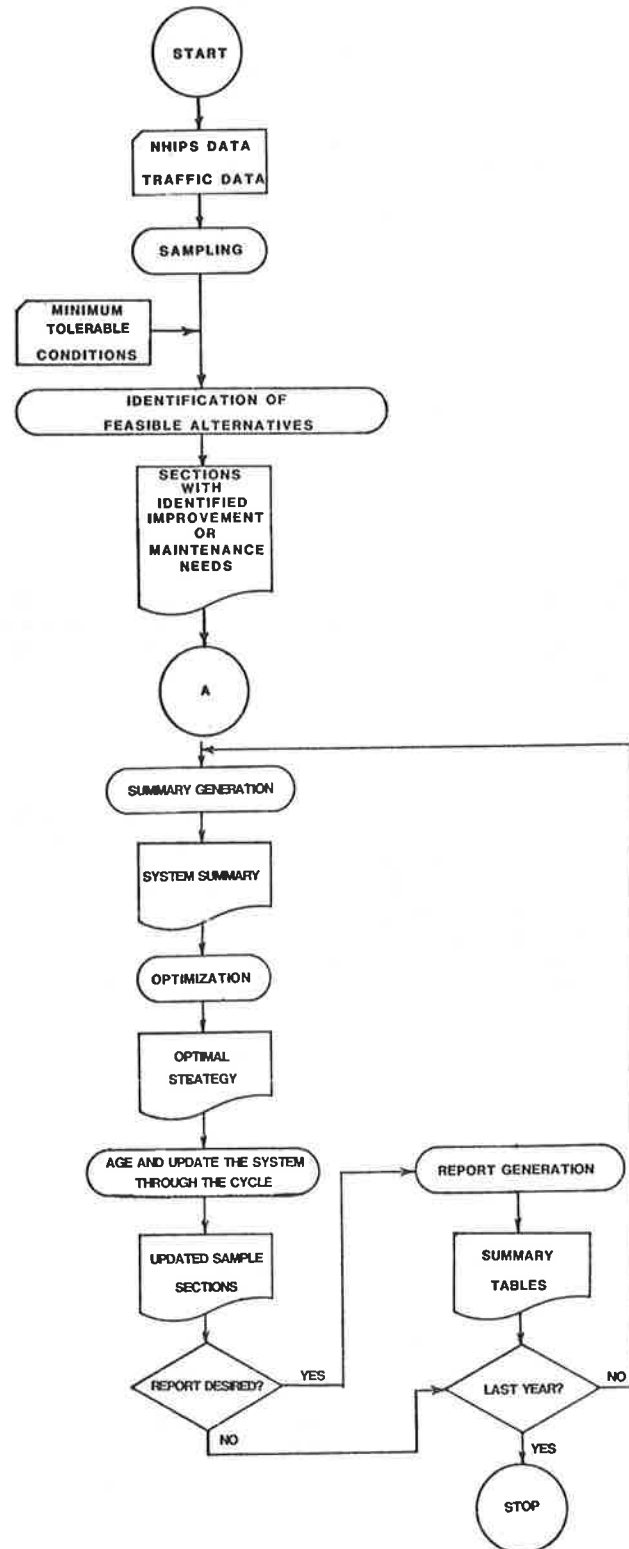 START
NHIPS DATA
TRAFFIC DATA
SAMPLING
MINIMUM
TOLERABLE
CONDITIONS
IDENTIFICATION OF
FEASIBLE ALTERNATIVES
SECTIONS
WITH
IDENTIFIED
IMPROVEMENT
OR
MAINTENANCE
NEEDS
A
SUMMARY GENERATION
SYSTEM SUMMARY
OPTIMIZATION
OPTIMAL
STEATEGY
AGE AND UPDATE THE SYSTEM
THROUGH THE CYCLE
REPORT GENERATION
UPDATED SAMPLE
SECTIONS
SUMMARY
TABLES
REPORT DESIRED?
YES
NO
LAST YEAR?
NO
YES
STOP